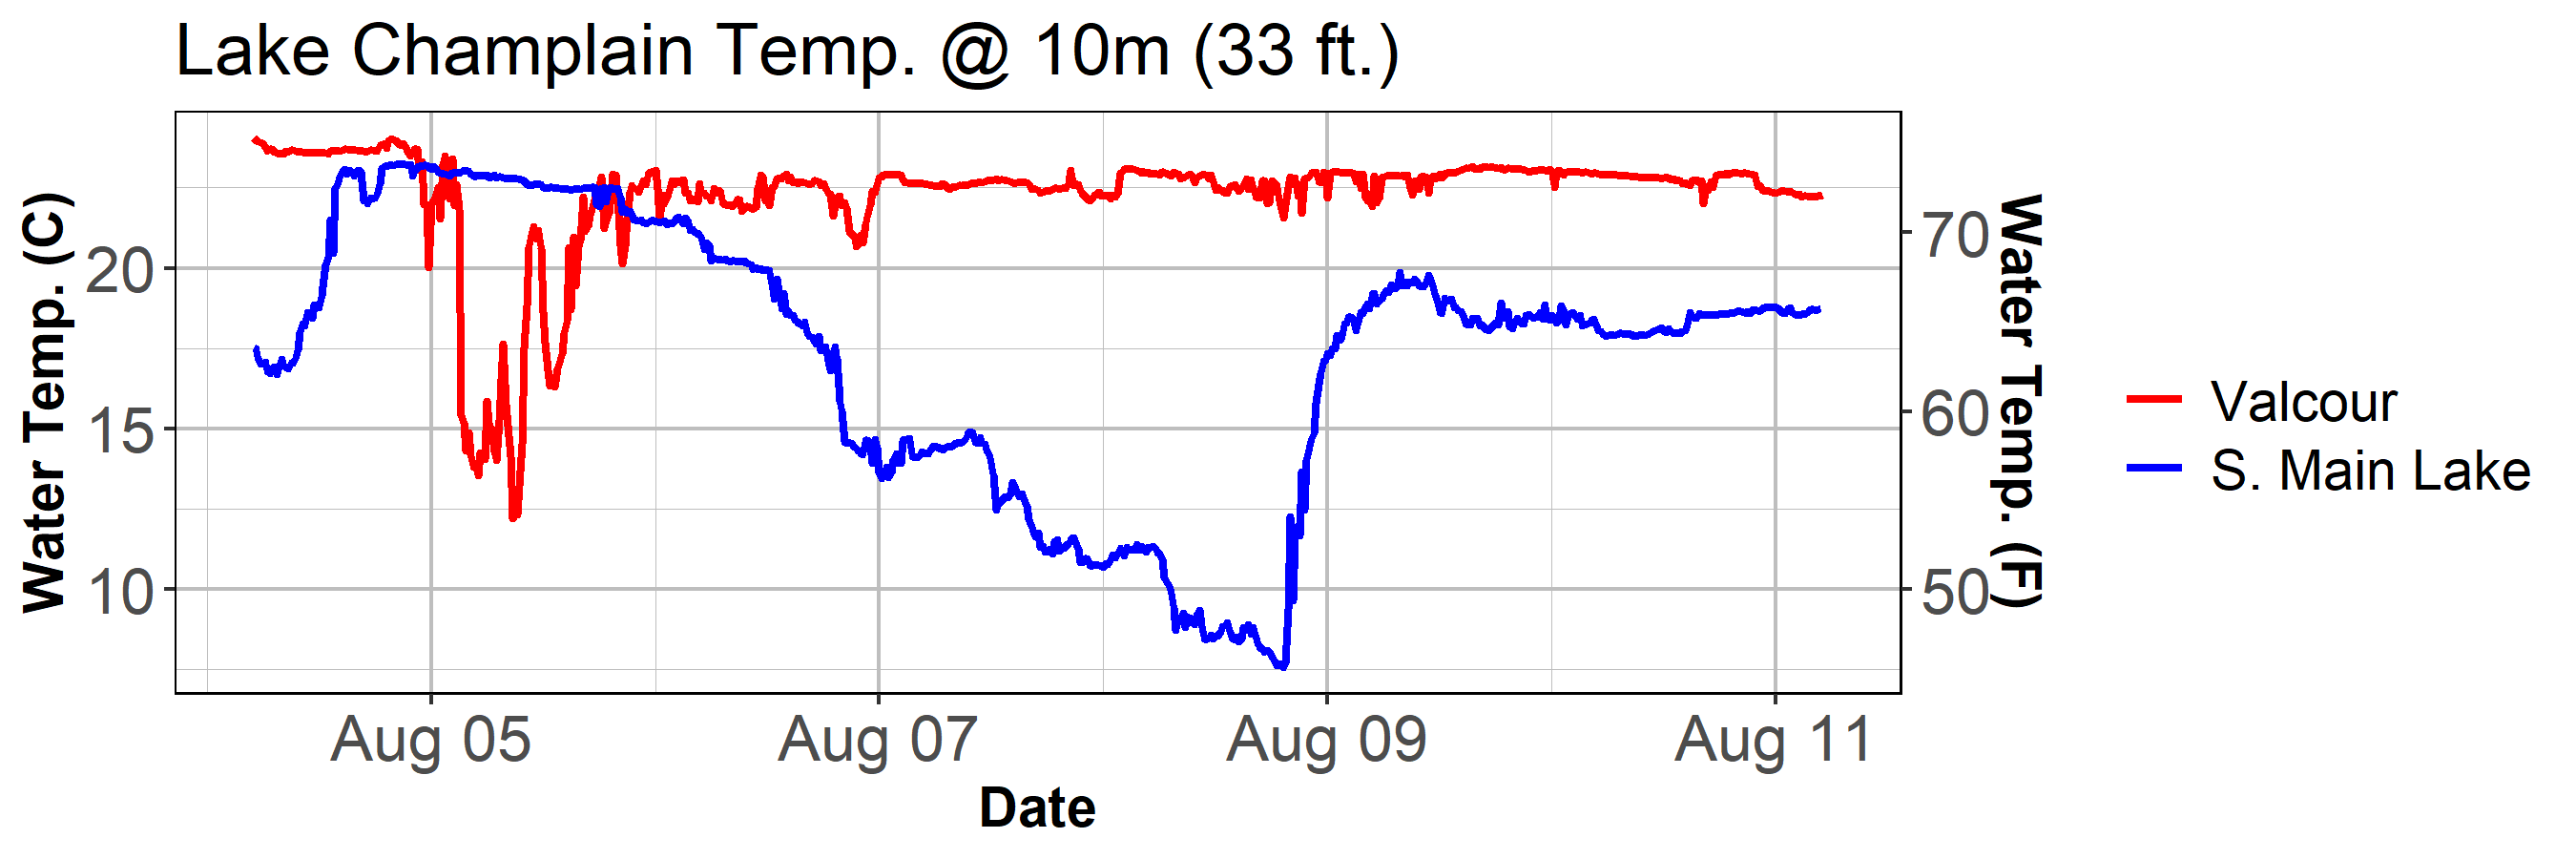 Lake Champlain Temp. @ 10m (33 ft.)
Water Temp. (C)
20
15
10
70
60
50
Water Temp. (F)
Aug 05
Aug 07
Aug 09
Aug 11
Date
Valcour
S. Main Lake